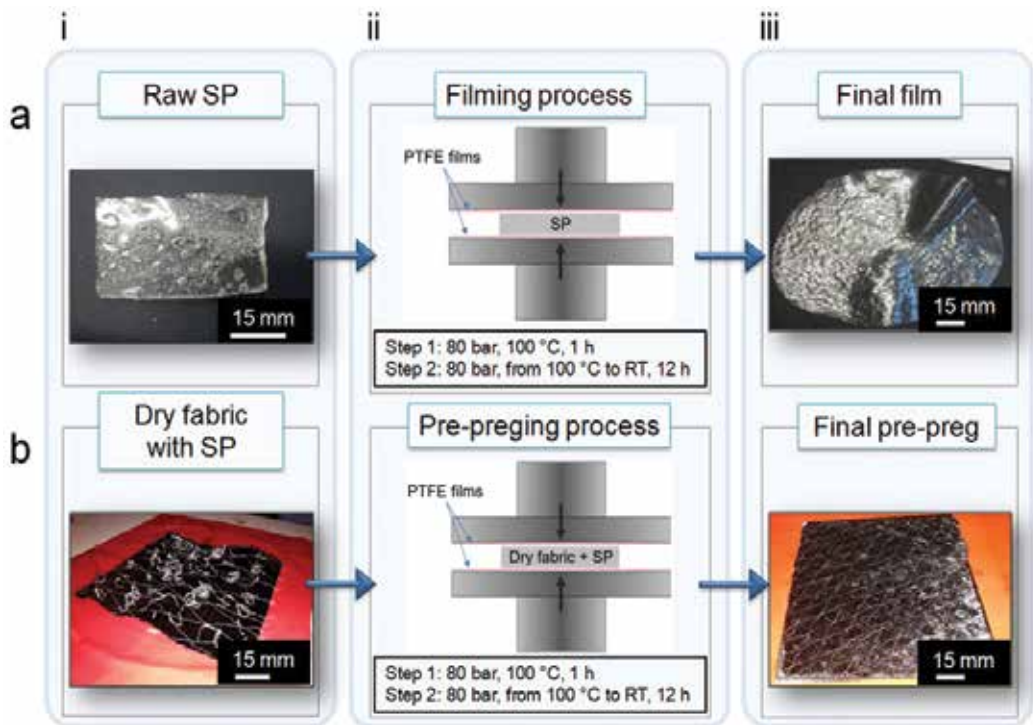 i
ii
iii
a
Raw SP
Filming process
Final film
PTFE films
SP
15 mm
15 mm
Step 1: 80 bar, 100 °C, 1 h
Step 2: 80 bar, from 100 °C to RT, 12 h
b
Dry fabric
with SP
Pre-preging process
Final pre-preg
PTFE films
Dry fabric + SP
15 mm
15 mm
Step 1: 80 bar, 100 °C, 1 h
Step 2: 80 bar, from 100 °C to RT, 12 h